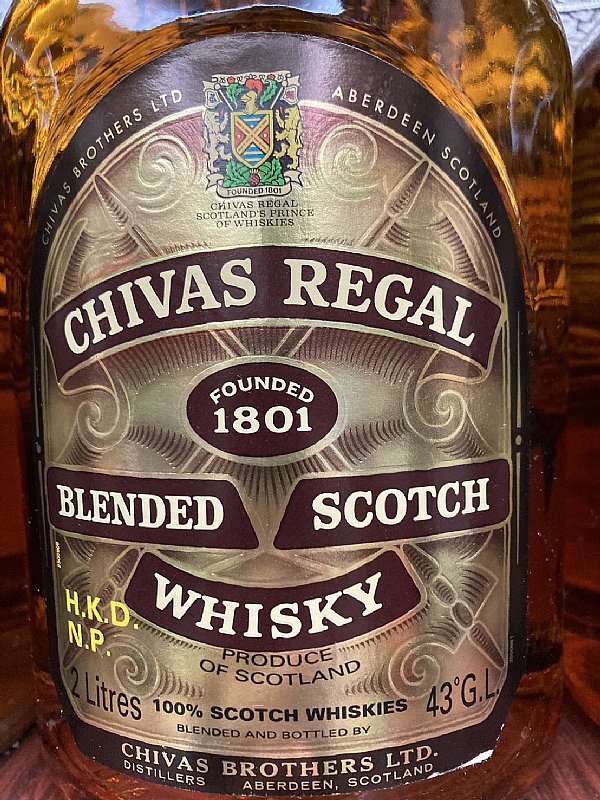 CHIVAS BROTHERS LTD ABERDEEN SCOTLAND
FOUNDED 1801
CHIVAS REGAL
SCOTLAND'S PRINCE
OF WHISKIES
CHIVAS REGAL
FOUNDED
1801
BLENDED SCOTCH
WHISKY
H.K.D.
N.P.
PRODUCE
OF SCOTLAND
2 Litres 100% SCOTCH WHISKIES 43°G.L.
BLENDED AND BOTTLED BY
CHIVAS BROTHERS LTD.
DISTILLERS ABERDEEN, SCOTLAND